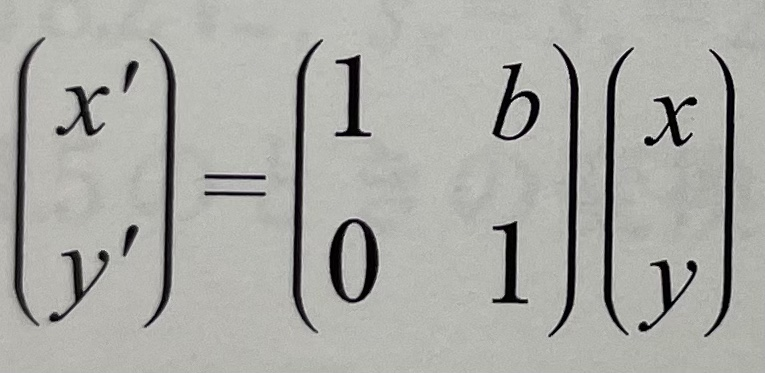 (x′) = (1 b)(x)
(y′) (0 1)(y)